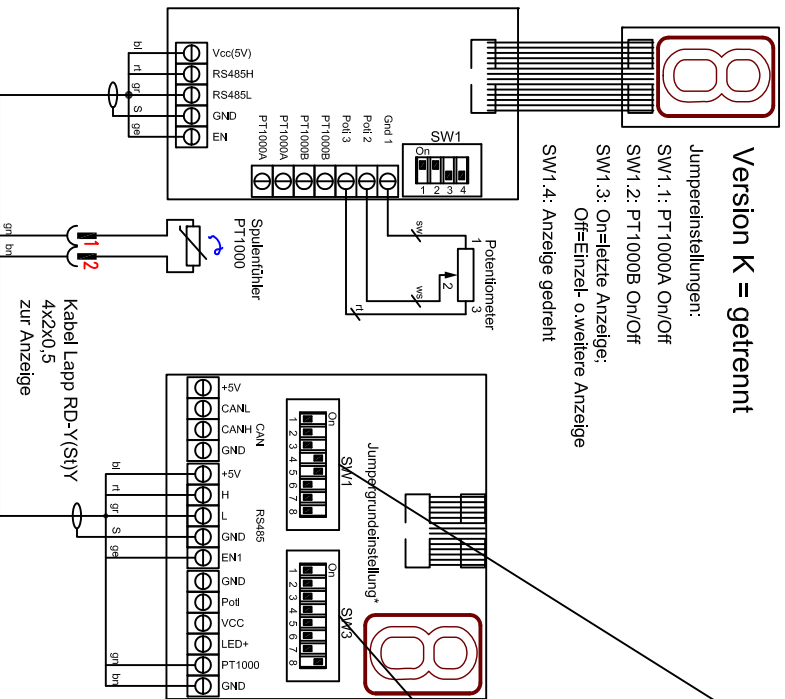 Version K = getrennt
Jumpereinstellungen:
SW1.1: PT1000A On/Off
SW1.2: PT1000B On/Off
SW1.3: On=letzte Anzeige;
Off=Einzel- o.weitere Anzeige
SW1.4: Anzeige gedreht
bl
rt
gr
S
ge
Vcc(5V)
RS485H
RS485L
GND
EN
PT1000A
PT1000A
PT1000B
PT1000B
Poti 3
Poti 2
Gnd 1
SW1
On
1 2 3 4
Potentiometer
1
2
3
sw
ws
rt
Spulenfühler
PT1000
1
2
gn
bn
Kabel Lapp RD-Y(St)Y
4x2x0,5
zur Anzeige
+5V
CANL
CANH
GND
CAN
+5V
H
L
GND
EN1
RS485
GND
Poti
VCC
LED+
PT1000
GND
bl
rt
gr
S
ge
gn
bn
Jumpergrundeinstellung*
On
SW1
1 2 3 4 5 6 7 8
On
SW3
1 2 3 4 5 6 7 8